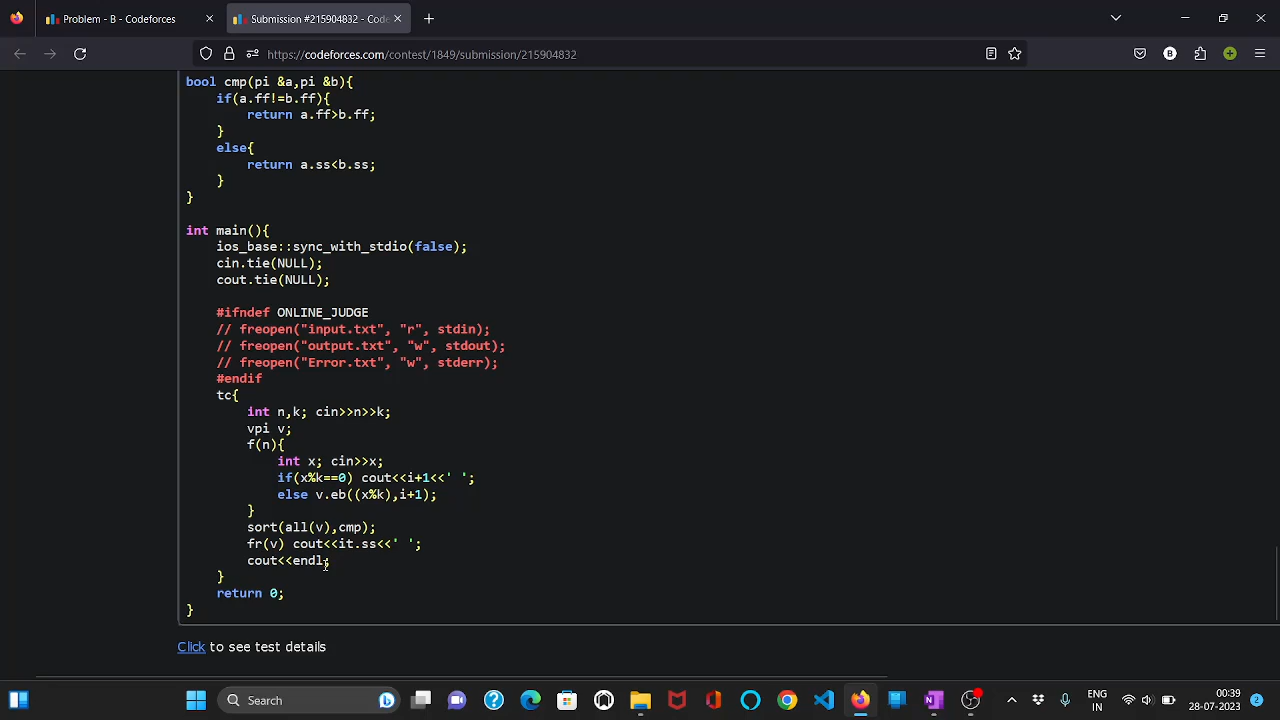 Problem - B - Codeforces
Submission #215904832 - Code
https://codeforces.com/contest/1849/submission/215904832
B
bool cmp(pi &a,pi &b){
if(a.ff!=b.ff){
return a.ff>b.ff;
}
else{
return a.ss<b.ss;
}
}
int main(){
ios_base::sync_with_stdio(false);
cin.tie(NULL);
cout.tie(NULL);
#ifndef ONLINE_JUDGE
// freopen("input.txt", "r", stdin);
// freopen("output.txt", "w", stdout);
// freopen("Error.txt", "w", stderr);
#endif
tc{
int n,k; cin>>n>>k;
vpi v;
f(n){
int x; cin>>x;
if(x%k==0) cout<<i+1<<' ';
else v.eb((x%k),i+1);
}
sort(all(v),cmp);
fr(v) cout<<it.ss<<' ';
cout<<endl;
}
return 0;
}
Click to see test details
Search
ENG
IN
00:39
28-07-2023
2